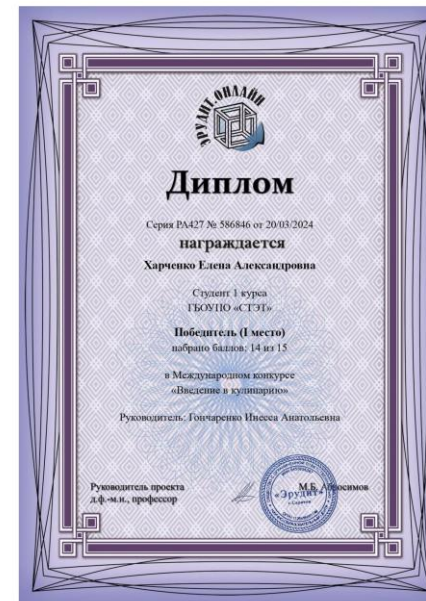 ЭРУДИТ.ОНЛАЙН
Диплом
Серия РА427 № 586846 от 20/03/2024
награждается
Харченко Елена Александровна
Студент 1 курса
ГБОУПО «СТЭТ»
Победитель (I место)
набрано баллов: 14 из 15
в Международном конкурсе
«Введение в кулинарию»
Руководитель: Гончаренко Инесса Анатольевна
Руководитель проекта
д.ф.-м.н., профессор
М.Б. Абросимов
«Эрудит»